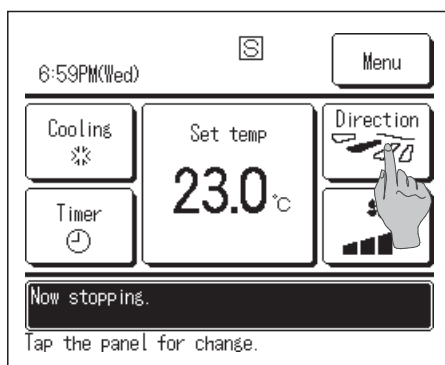 S
6:59PM(Wed)
Menu
Cooling
Set temp
Direction
23.0°C
Timer
Now stopping.
Tap the panel for change.